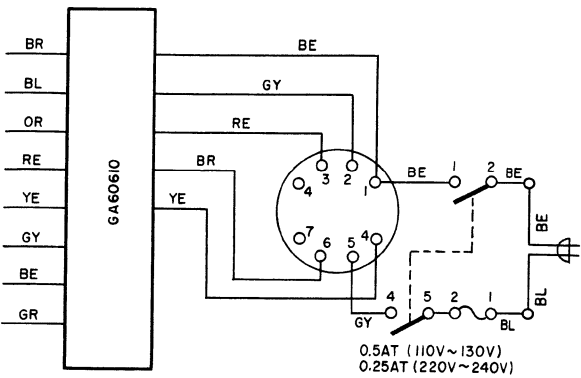 BR
BL
OR
RE
YE
GY
BE
GR
GA60610
BE
GY
RE
BR
YE
3 2
4 1
7 4
6 5
BE
1 2
BE
BE
BL
4 5 2 1
GY
BL
0.5AT (110V~130V)
0.25AT (220V~240V)